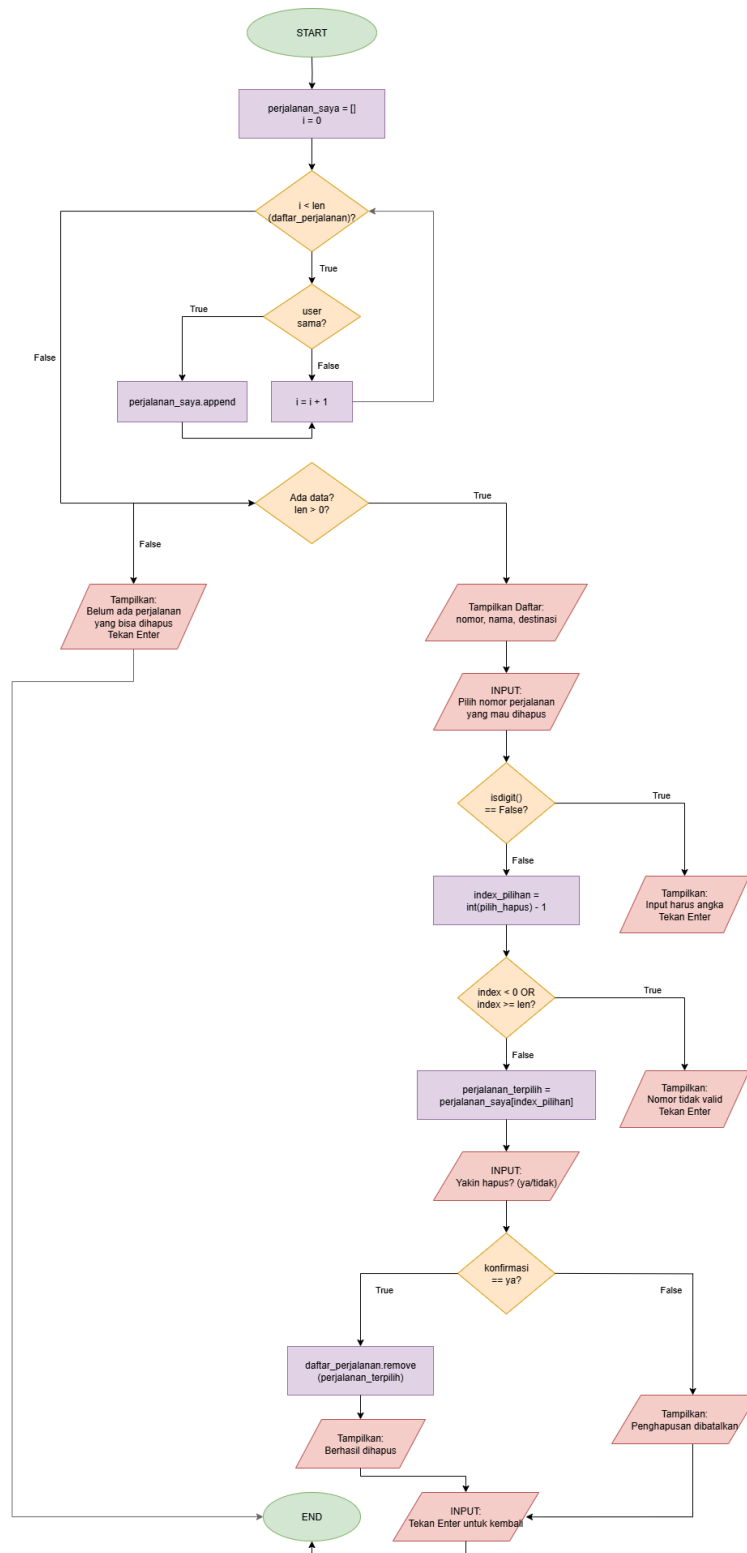 START
perjalanan_saya = []
i = 0
i < len
(daftar_perjalanan)?
True
user
sama?
True
False
False
perjalanan_saya.append
i = i + 1
Ada data?
len > 0?
True
False
Tampilkan:
Belum ada perjalanan
yang bisa dihapus
Tekan Enter
Tampilkan Daftar:
nomor, nama, destinasi
INPUT:
Pilih nomor perjalanan
yang mau dihapus
isdigit()
== False?
True
False
index_pilihan =
int(pilih_hapus) - 1
Tampilkan:
Input harus angka
Tekan Enter
index < 0 OR
index >= len?
True
False
perjalanan_terpilih =
perjalanan_saya[index_pilihan]
Tampilkan:
Nomor tidak valid
Tekan Enter
INPUT:
Yakin hapus? (ya/tidak)
konfirmasi
== ya?
True
False
daftar_perjalanan.remove
(perjalanan_terpilih)
Tampilkan:
Berhasil dihapus
Tampilkan:
Penghapusan dibatalkan
END
INPUT:
Tekan Enter untuk kembali